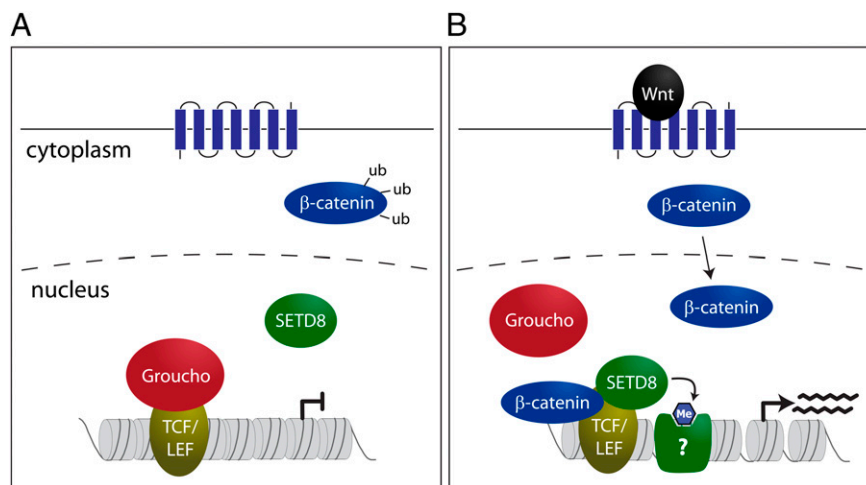 A
cytoplasm
ub
ub
β-catenin
ub
nucleus
SETD8
Groucho
TCF/
LEF
B
Wnt
β-catenin
β-catenin
Groucho
SETD8
β-catenin
Me
TCF/
LEF
?